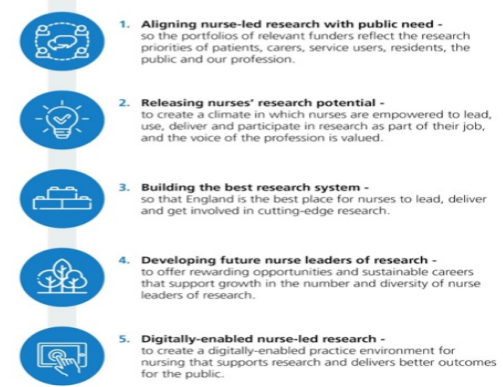 1. Aligning nurse-led research with public need -
so the portfolios of relevant funders reflect the research
priorities of patients, carers, service users, residents, the
public and our profession.
2. Releasing nurses' research potential -
to create a climate in which nurses are empowered to lead,
use, deliver and participate in research as part of their job,
and the voice of the profession is valued.
3. Building the best research system -
so that England is the best place for nurses to lead, deliver
and get involved in cutting-edge research.
4. Developing future nurse leaders of research -
to offer rewarding opportunities and sustainable careers
that support growth in the number and diversity of nurse
leaders of research.
5. Digitally-enabled nurse-led research -
to create a digitally-enabled practice environment for
nursing that supports research and delivers better outcomes
for the public.